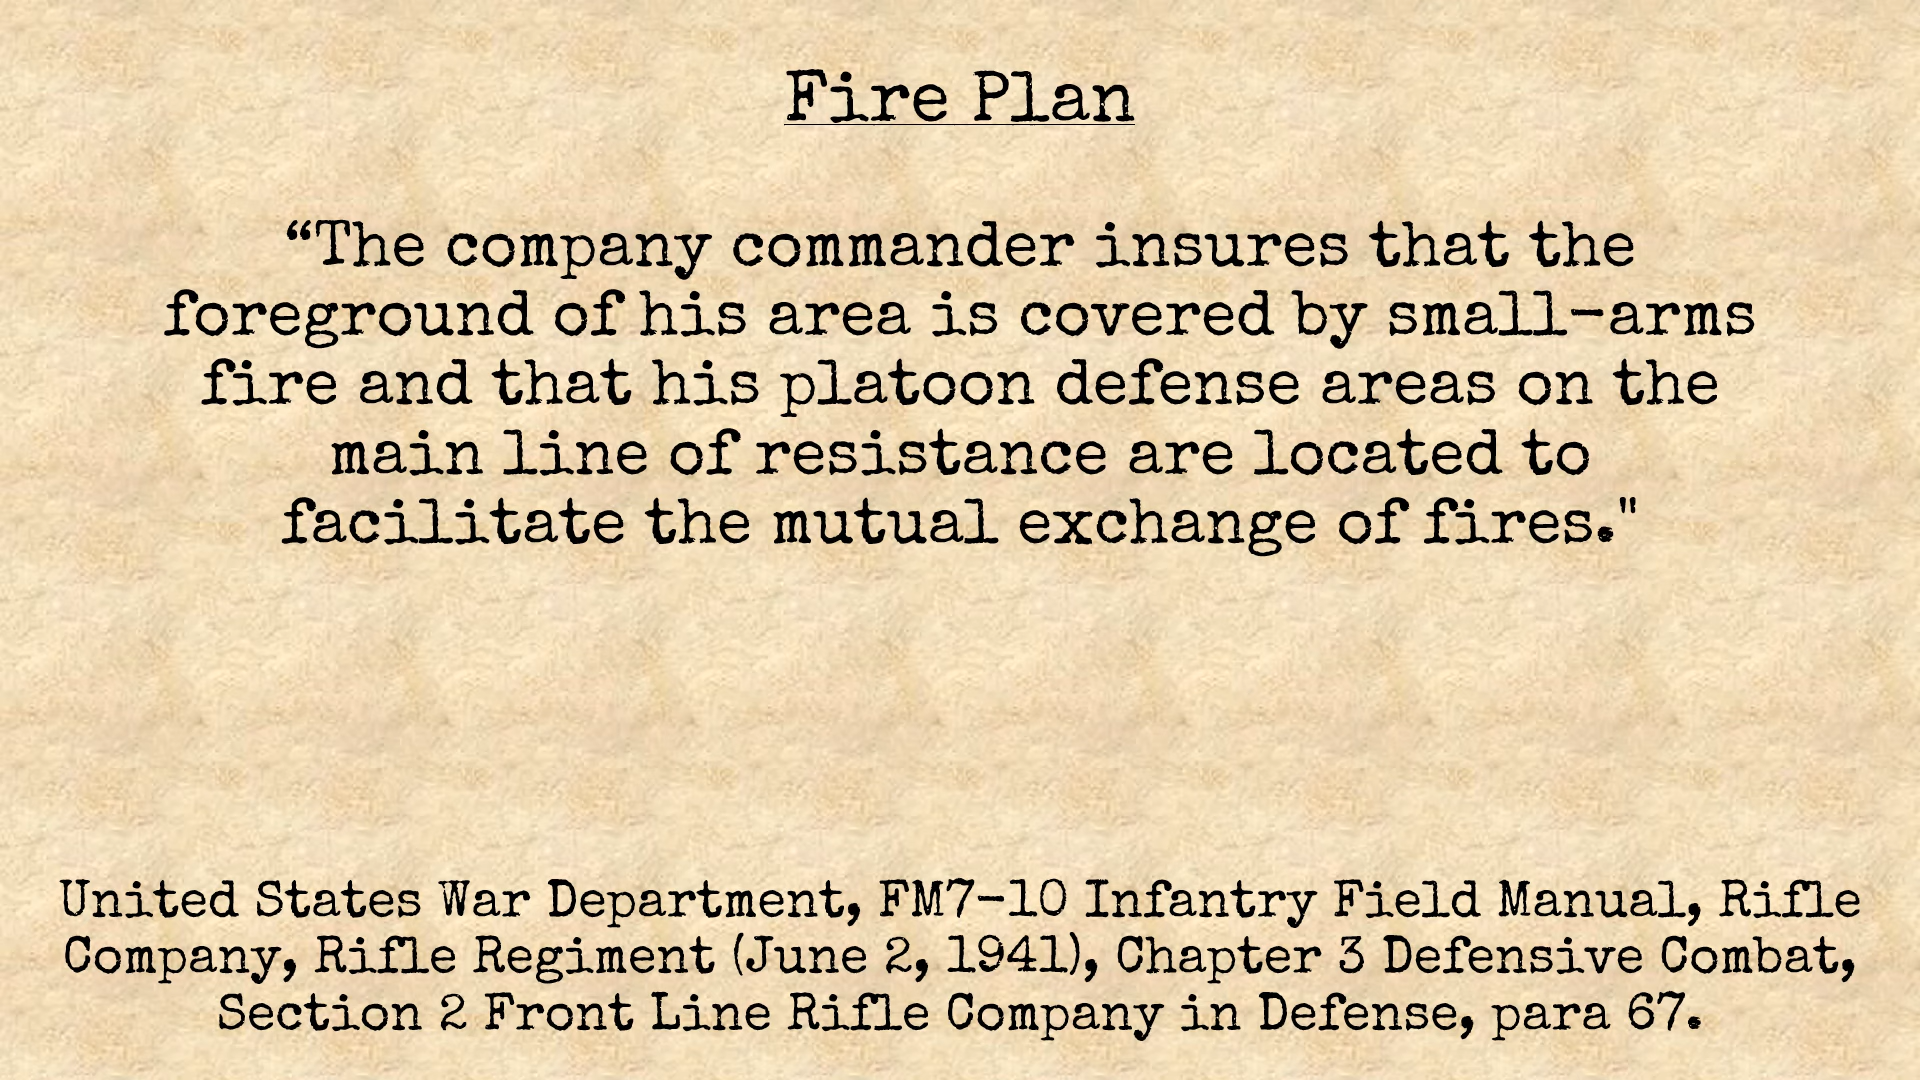 Fire Plan
“The company commander insures that the
foreground of his area is covered by small-arms
fire and that his platoon defense areas on the
main line of resistance are located to
facilitate the mutual exchange of fires."
United States War Department, FM7-10 Infantry Field Manual, Rifle
Company, Rifle Regiment (June 2, 1941), Chapter 3 Defensive Combat,
Section 2 Front Line Rifle Company in Defense, para 67.